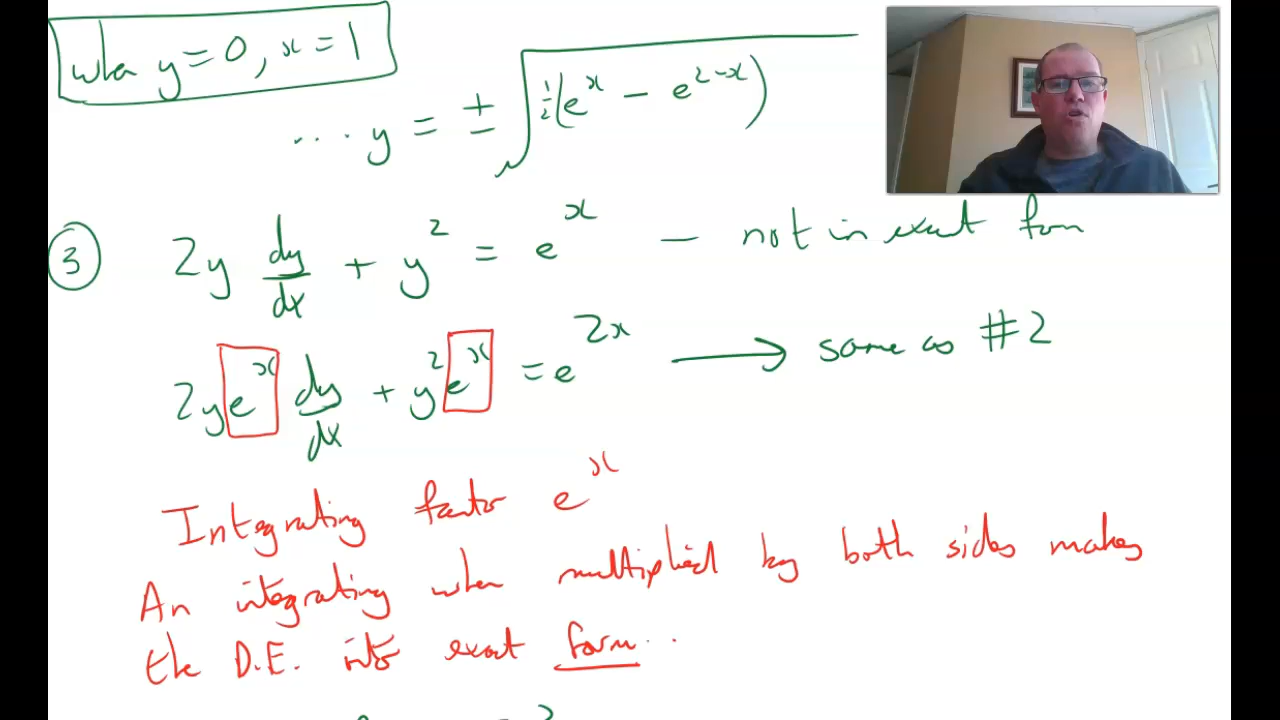 when y=0, x=1
... y = ± √(½(e^x − e^(2−x)))
③ 2y dy/dx + y² = e^x — not in exact form
2y e^x dy/dx + y² e^x = e^(2x) → same as #2
Integrating factor e^x
An integrating when multiplied by both sides makes
the D.E. into exact form...